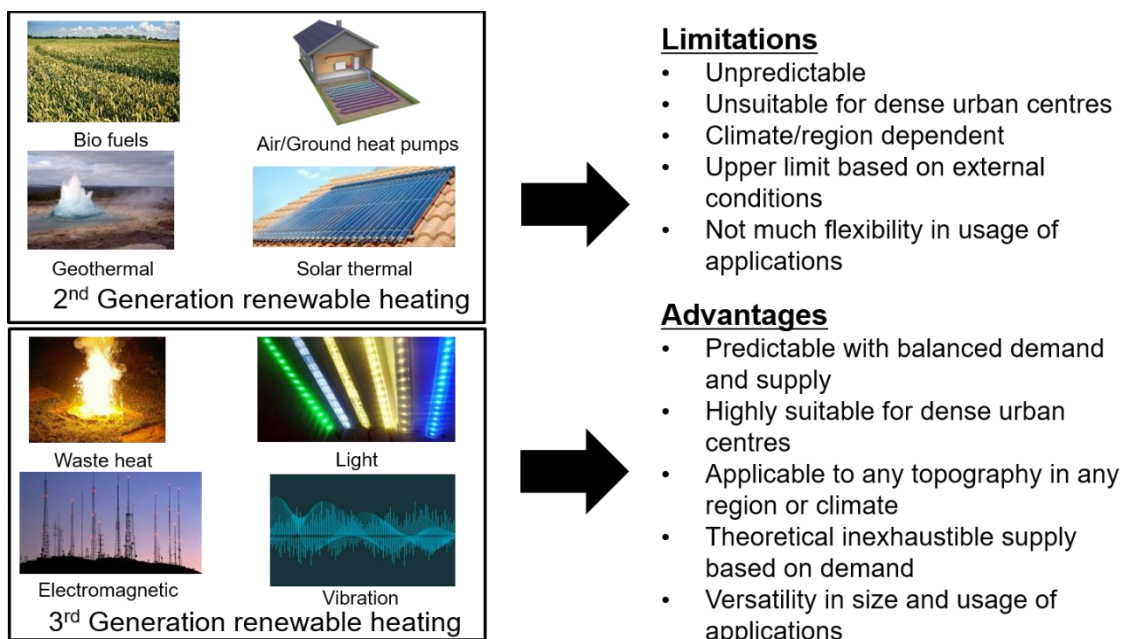 Bio fuels
Air/Ground heat pumps
Geothermal
Solar thermal
2nd Generation renewable heating
Limitations
• Unpredictable
• Unsuitable for dense urban centres
• Climate/region dependent
• Upper limit based on external
conditions
• Not much flexibility in usage of
applications
Waste heat
Light
Electromagnetic
Vibration
3rd Generation renewable heating
Advantages
• Predictable with balanced demand
and supply
• Highly suitable for dense urban
centres
• Applicable to any topography in any
region or climate
• Theoretical inexhaustible supply
based on demand
• Versatility in size and usage of
applications